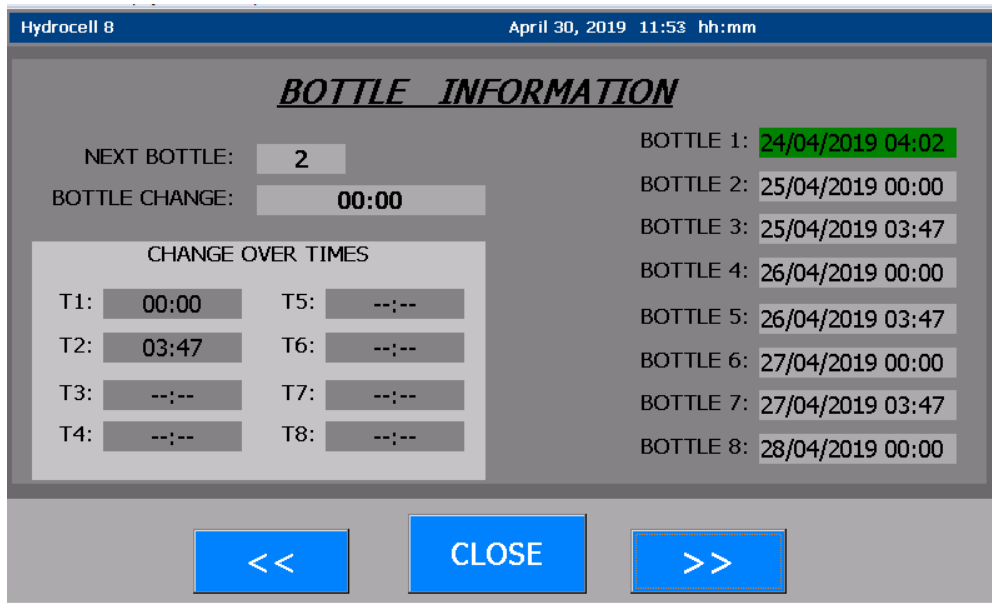 Hydrocell 8 April 30, 2019 11:53 hh:mm
BOTTLE INFORMATION
NEXT BOTTLE: 2
BOTTLE CHANGE: 00:00
CHANGE OVER TIMES
T1: 00:00 T5: --:--
T2: 03:47 T6: --:--
T3: --:-- T7: --:--
T4: --:-- T8: --:--
BOTTLE 1: 24/04/2019 04:02
BOTTLE 2: 25/04/2019 00:00
BOTTLE 3: 25/04/2019 03:47
BOTTLE 4: 26/04/2019 00:00
BOTTLE 5: 26/04/2019 03:47
BOTTLE 6: 27/04/2019 00:00
BOTTLE 7: 27/04/2019 03:47
BOTTLE 8: 28/04/2019 00:00
<< CLOSE >>